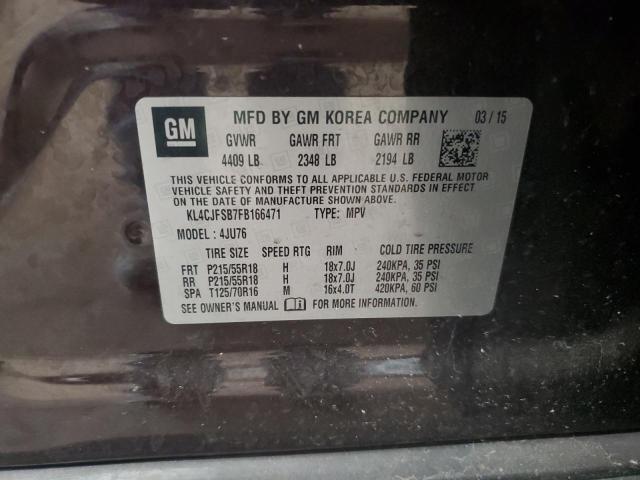 GM MFD BY GM KOREA COMPANY 03/15
GVWR GAWR FRT GAWR RR
4409 LB 2348 LB 2194 LB
THIS VEHICLE CONFORMS TO ALL APPLICABLE U.S. FEDERAL MOTOR
VEHICLE SAFETY AND THEFT PREVENTION STANDARDS IN EFFECT
ON THE DATE OF MANUFACTURE SHOWN ABOVE.
KL4CJFSB7FB166471 TYPE: MPV
MODEL : 4JU76
TIRE SIZE SPEED RTG RIM COLD TIRE PRESSURE
FRT P215/55R18 H 18x7.0J 240KPA, 35 PSI
RR P215/55R18 H 18x7.0J 240KPA, 35 PSI
SPA T125/70R16 M 16x4.0T 420KPA, 60 PSI
SEE OWNER'S MANUAL FOR MORE INFORMATION.